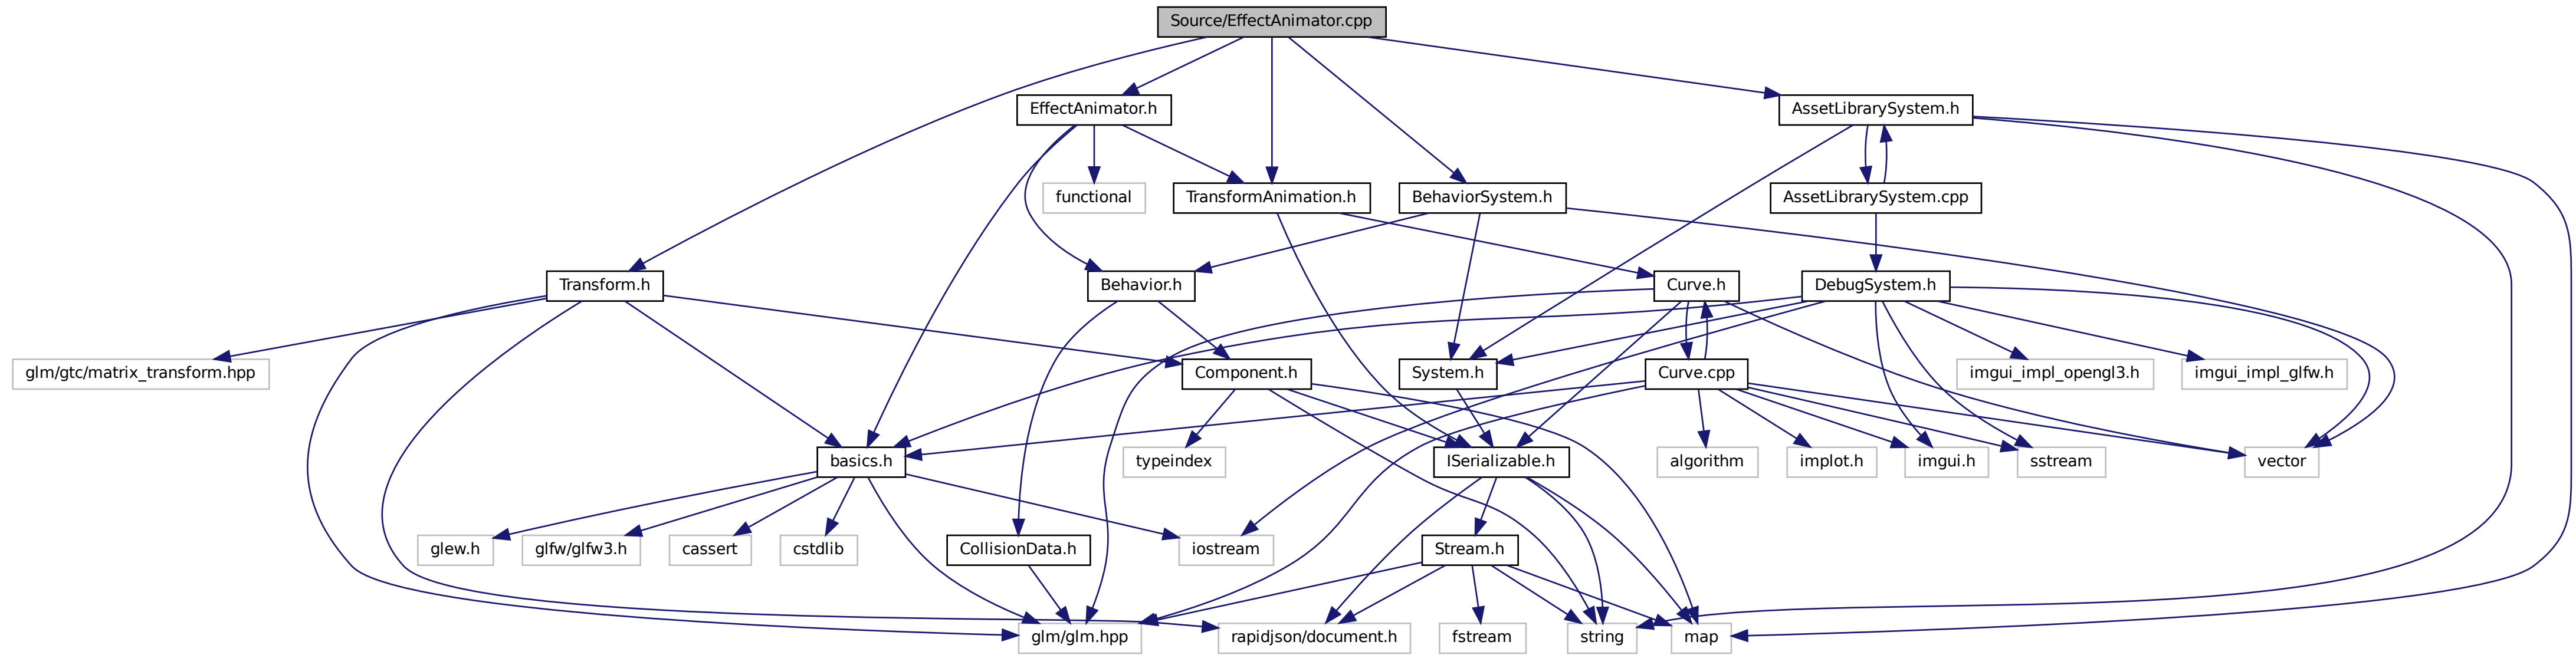 Source/EffectAnimator.cpp
EffectAnimator.h
AssetLibrarySystem.h
functional
TransformAnimation.h
BehaviorSystem.h
AssetLibrarySystem.cpp
Transform.h
Behavior.h
Curve.h
DebugSystem.h
glm/gtc/matrix_transform.hpp
Component.h
System.h
Curve.cpp
imgui_impl_opengl3.h
imgui_impl_glfw.h
basics.h
typeindex
ISerializable.h
algorithm
implot.h
imgui.h
sstream
vector
glew.h
glfw/glfw3.h
cassert
cstdlib
CollisionData.h
iostream
Stream.h
glm/glm.hpp
rapidjson/document.h
fstream
string
map